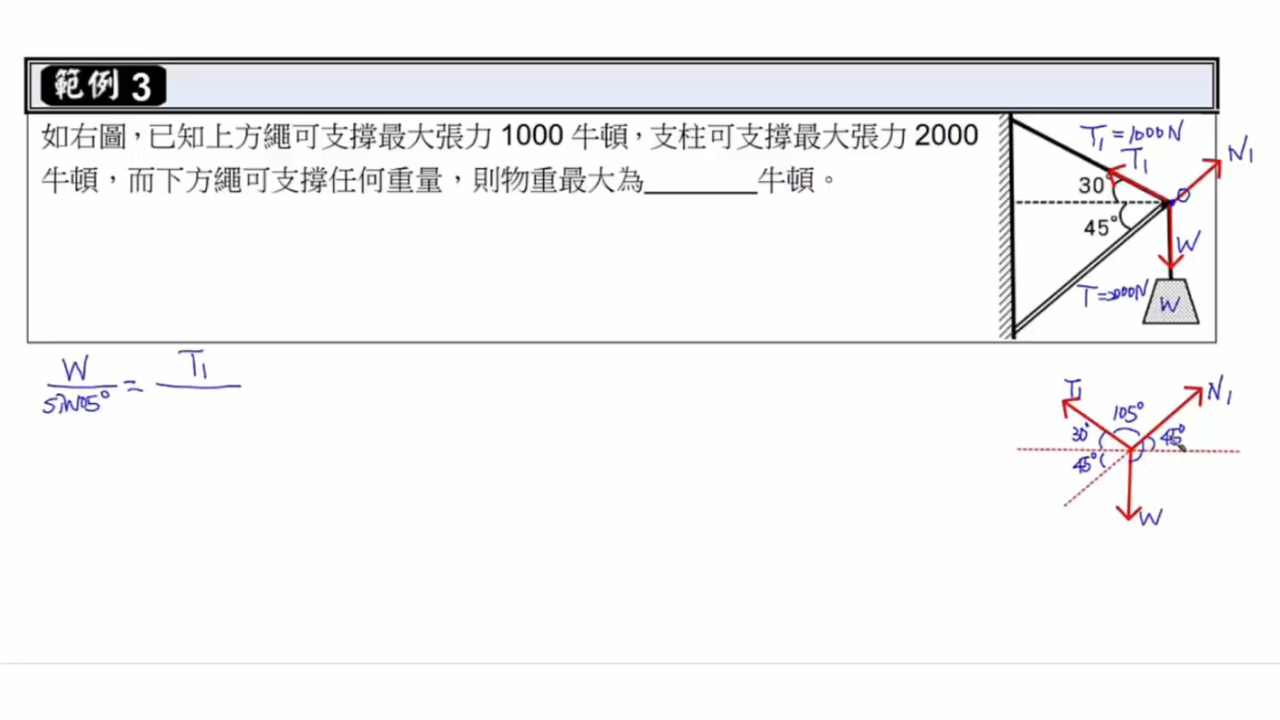 範例 3
如右圖，已知上方繩可支撐最大張力 1000 牛頓，支柱可支撐最大張力 2000
牛頓，而下方繩可支撐任何重量，則物重最大為________牛頓。
T₁=1000N
T₁
N₁
30°
O
45°
W
T=2000N
W
W/sin105° = T₁/
T₁
N₁
105°
30°
45°
45°
W